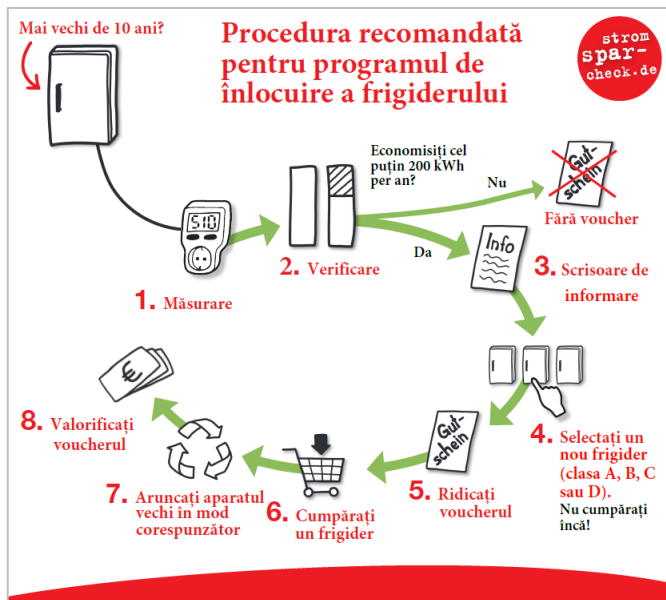 Mai vechi de 10 ani?
Procedura recomandată
pentru programul de
înlocuire a frigiderului
strom
spar-
check.de
Economisiți cel
puțin 200 kWh
per an?
Nu
Gut-
schein
Fără voucher
510
Da
Info
1. Măsurare
2. Verificare
3. Scrisoare de
informare
4. Selectați un
nou frigider
(clasa A, B, C
sau D).
Nu cumpărați
încă!
Gut-
schein
5. Ridicați
voucherul
6. Cumpărați
un frigider
7. Aruncați aparatul
vechi în mod
corespunzător
€
8. Valorificați
voucherul